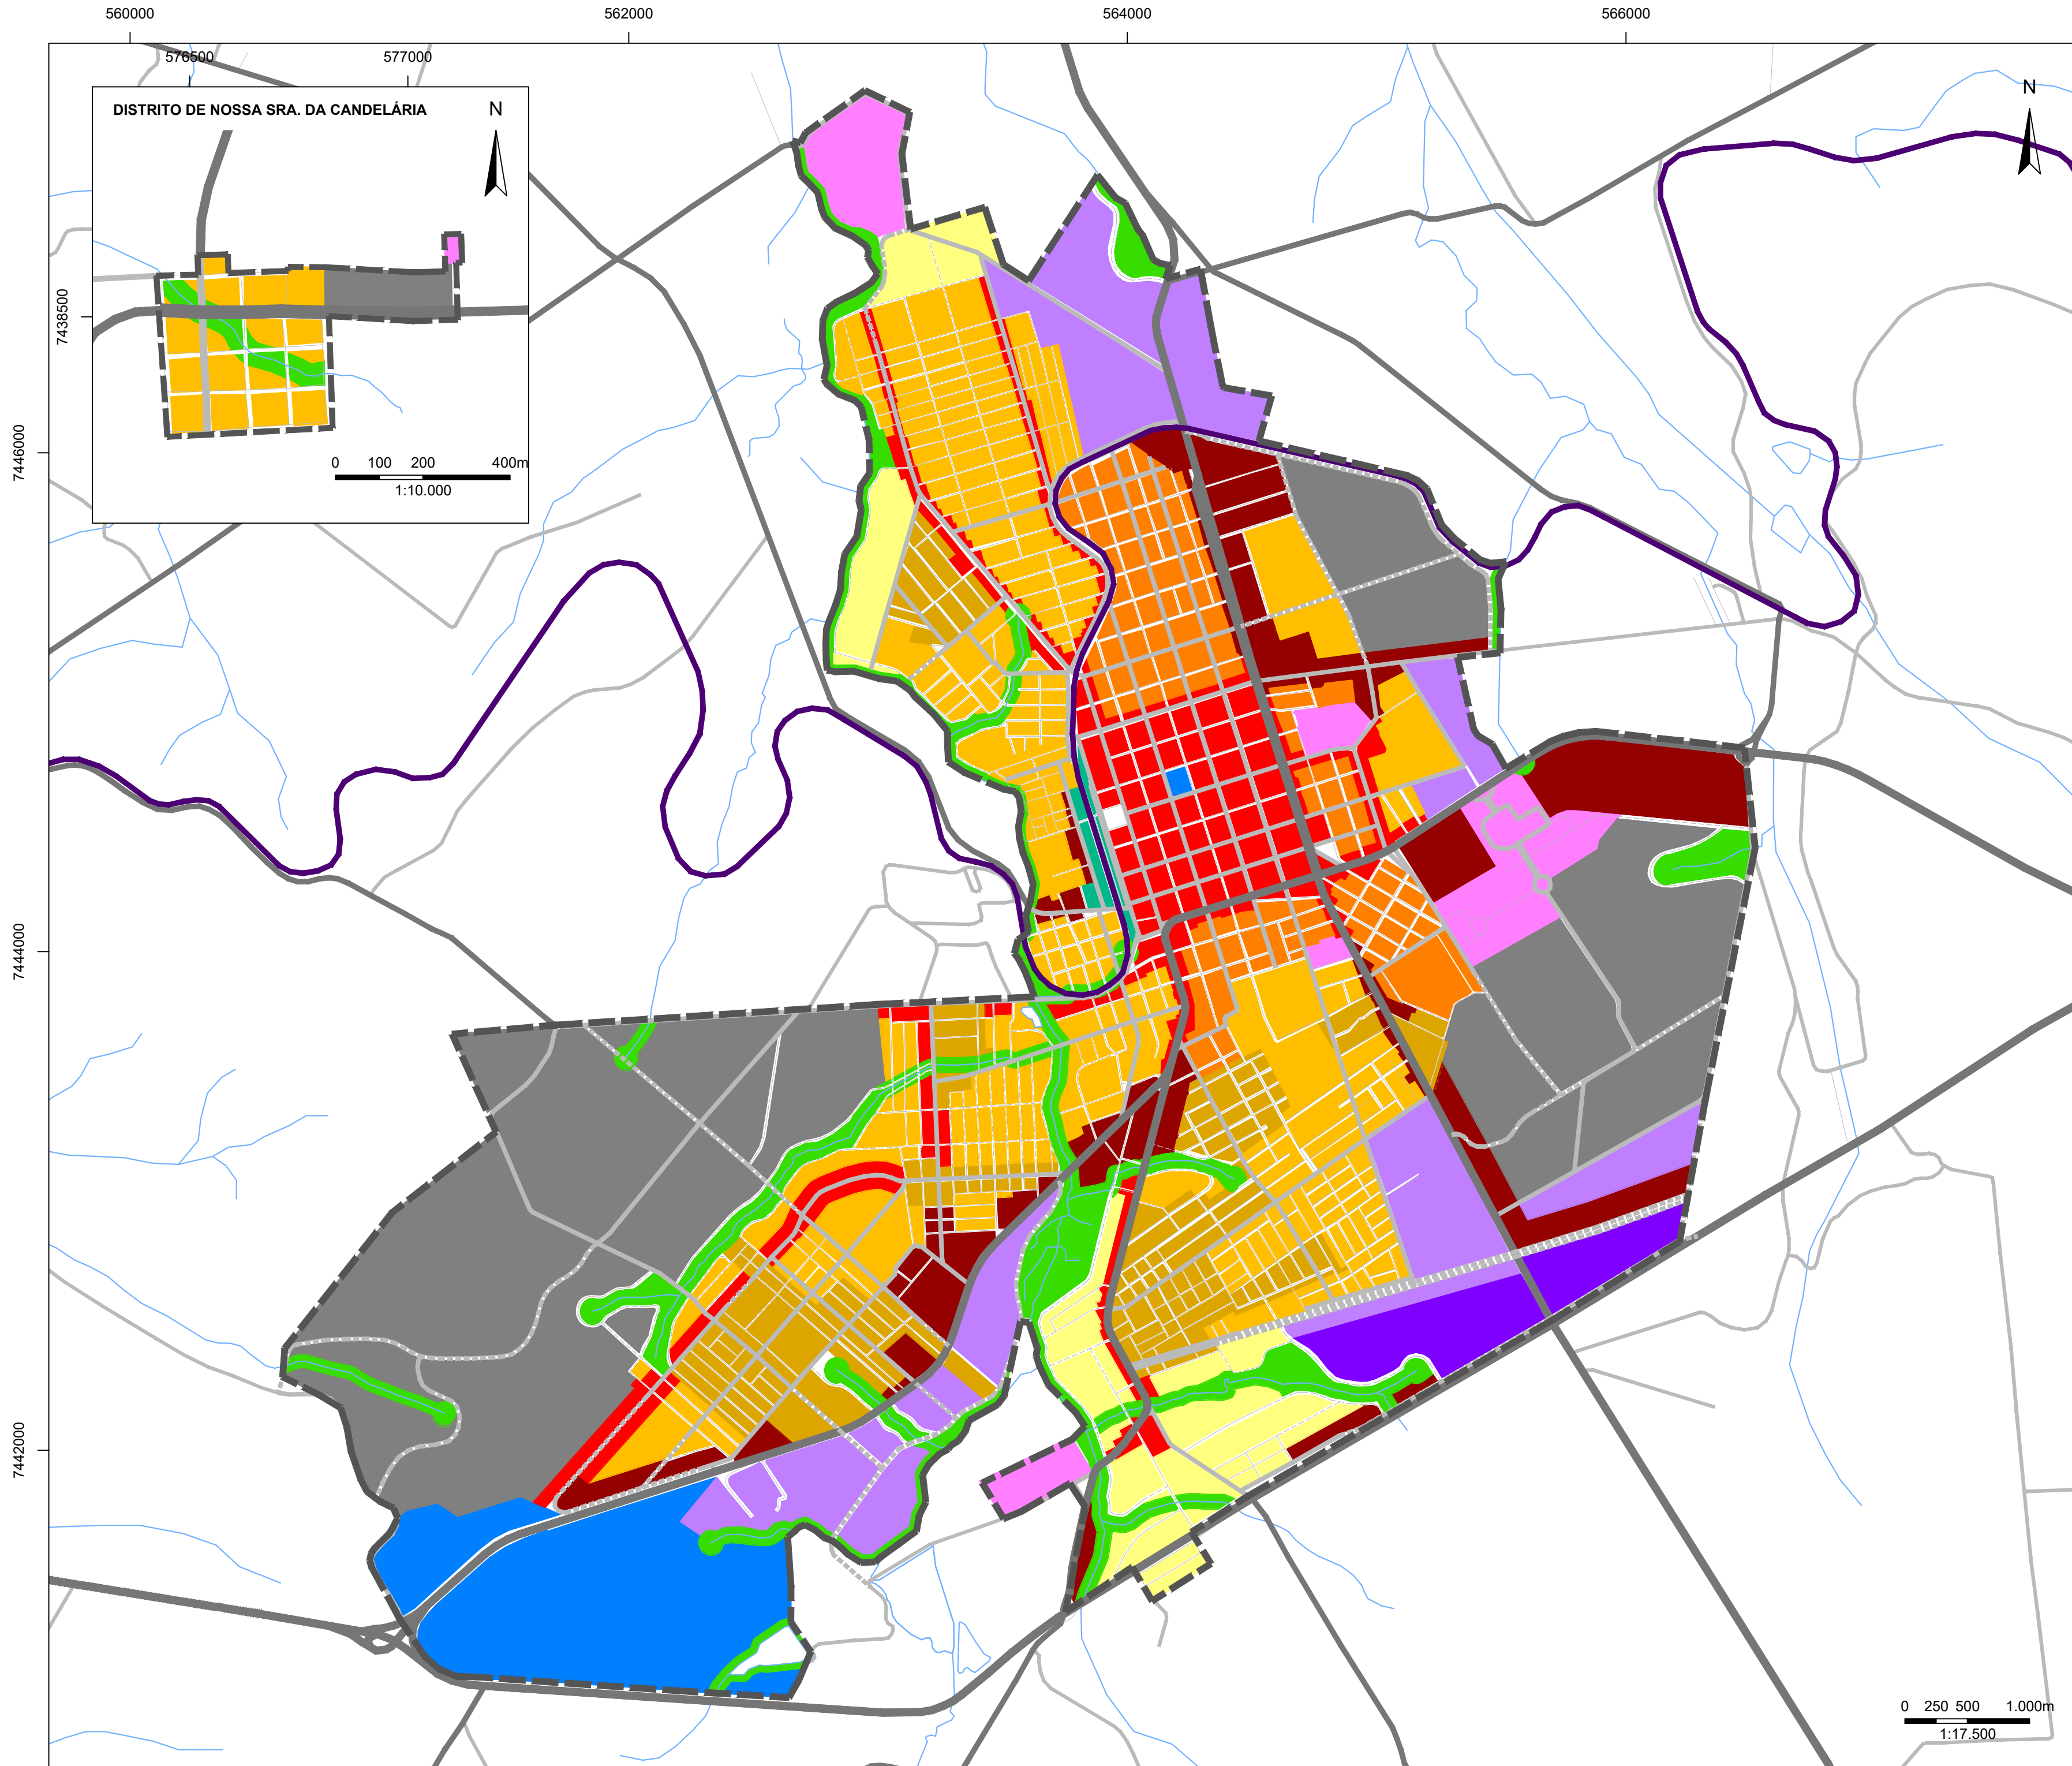 560000 562000 564000 566000
576500 577000
DISTRITO DE NOSSA SRA. DA CANDELÁRIA N
N
7438500
7446000
0 100 200 400m
1:10.000
7444000
7442000
0 250 500 1.000m
1:17.500